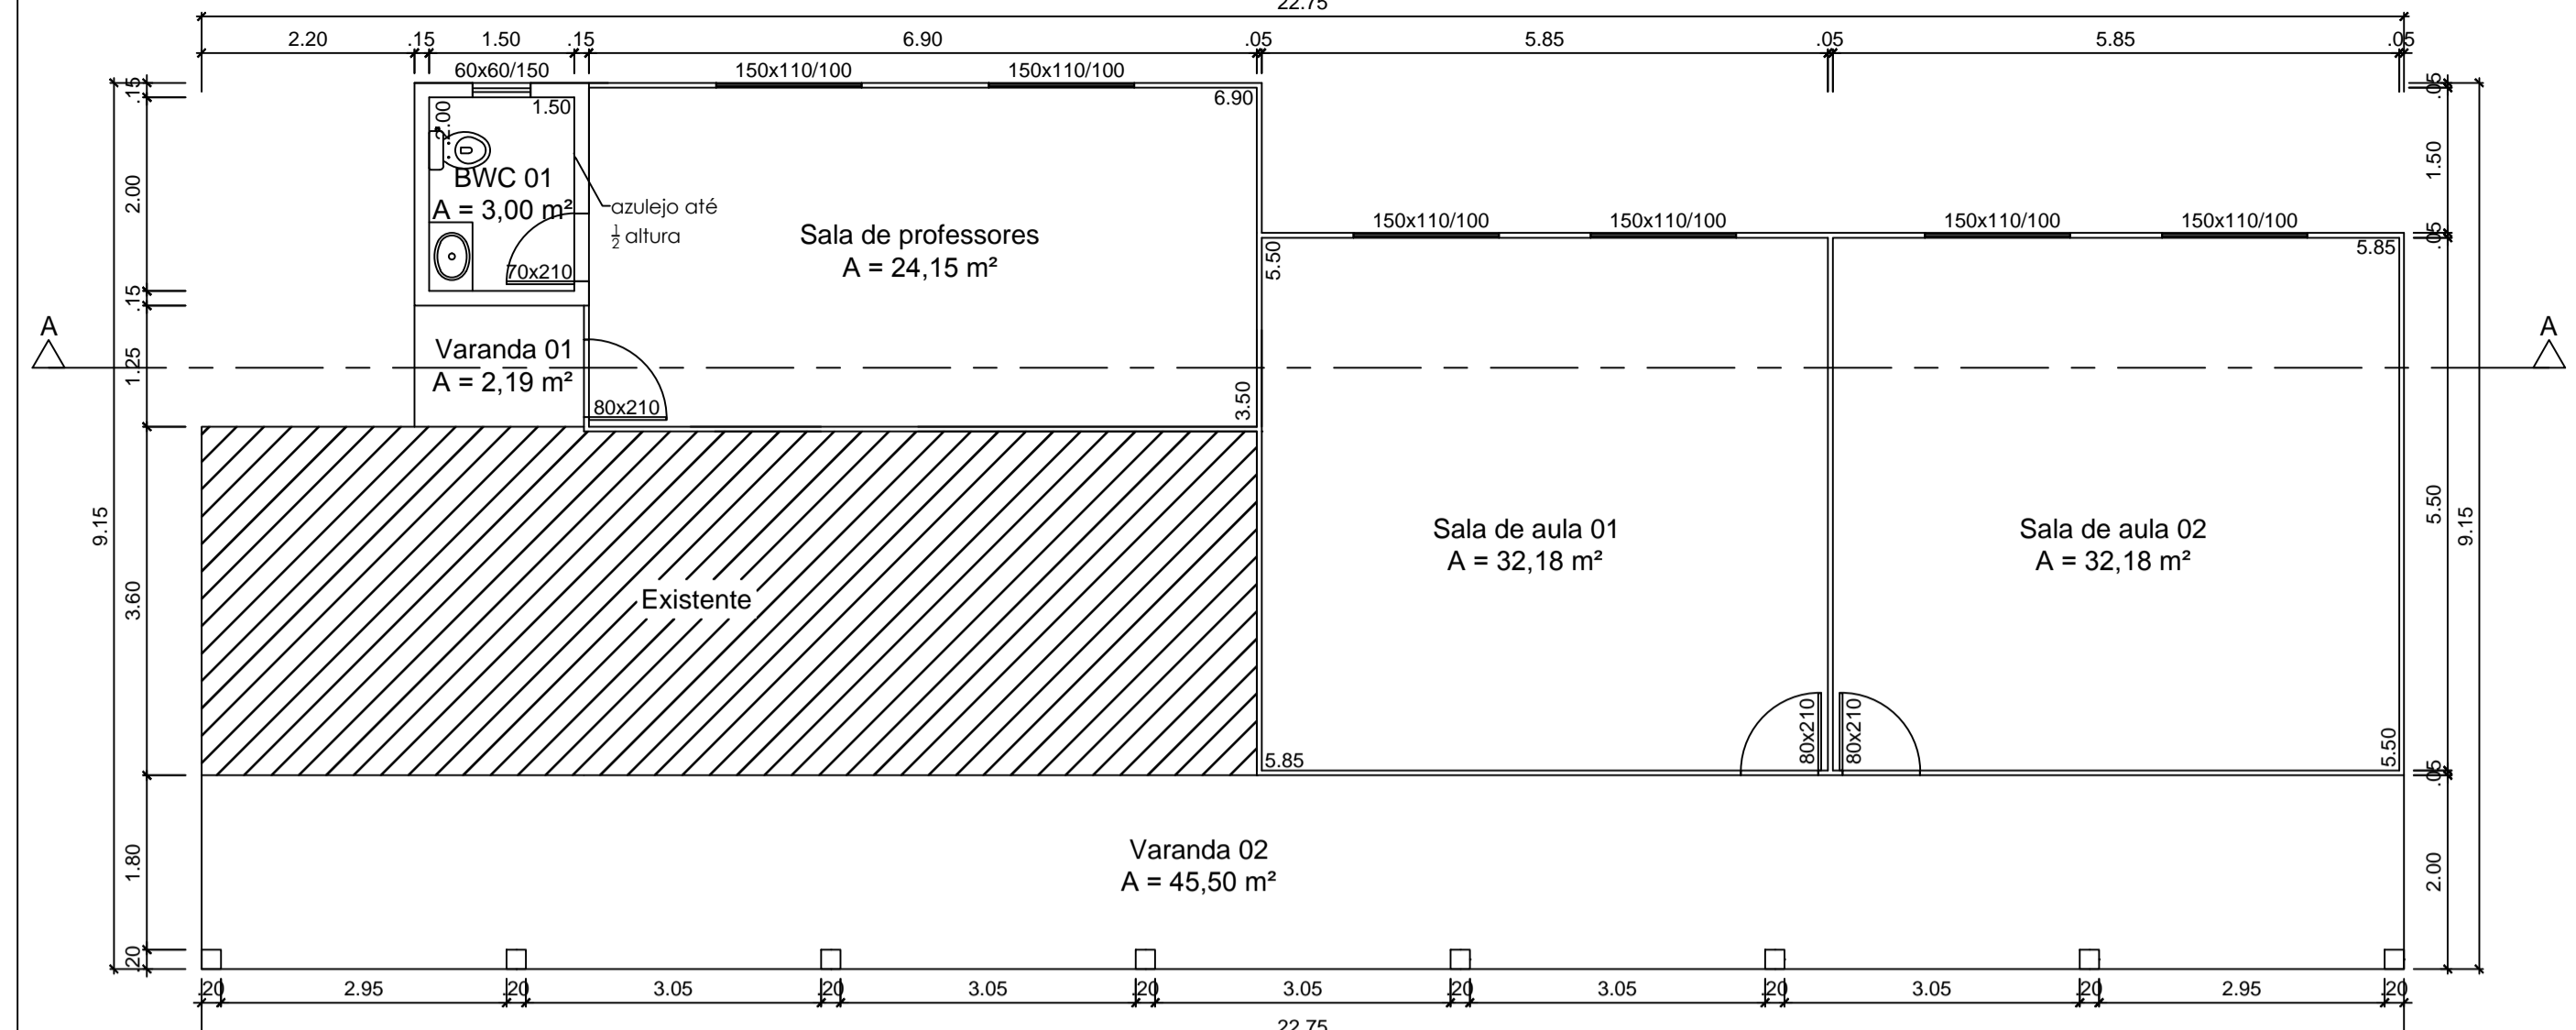 22.75
2.20 .15 1.50 .15 6.90 .05 5.85 .05 5.85 .05
60x60/150 150x110/100 150x110/100
.15 2.00 1.50 6.90 .05
BWC 01
A = 3,00 m²
2.00
azulejo até
½ altura
70x210
Sala de professores
A = 24,15 m²
1.50
150x110/100 150x110/100 150x110/100 150x110/100
5.50 5.85 .05
.15
A
Varanda 01
A = 2,19 m²
1.25
80x210
3.50
A
9.15
3.60
Existente
Sala de aula 01
A = 32,18 m²
Sala de aula 02
A = 32,18 m²
5.50
9.15
5.85
80x210
80x210
5.50
.05
1.80
Varanda 02
A = 45,50 m²
2.00
.20
.20 2.95 .20 3.05 .20 3.05 .20 3.05 .20 3.05 .20 3.05 .20 2.95 .20
22.75